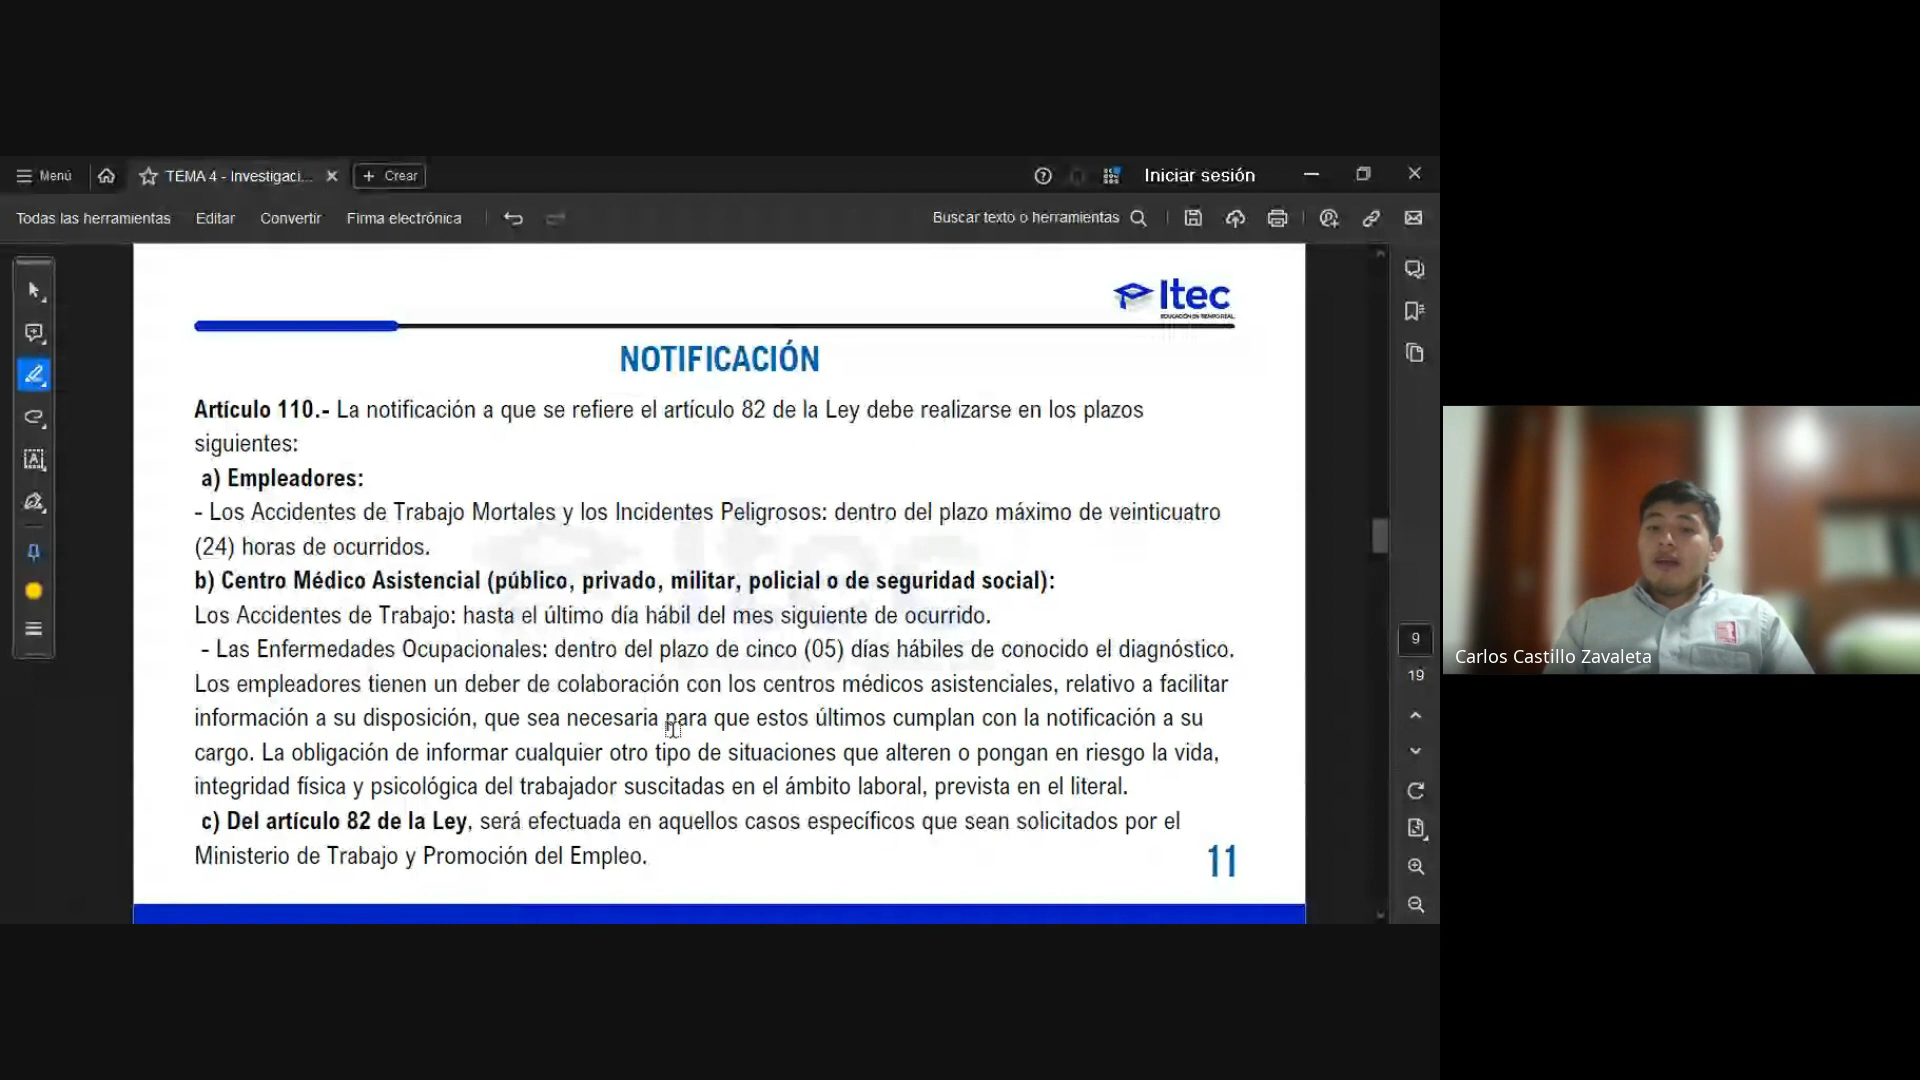 Menú
TEMA 4 - Investigaci...
Crear
Iniciar sesión
Todas las herramientas
Editar
Convertir
Firma electrónica
Buscar texto o herramientas
Itec
EDUCACIÓN EN TIEMPO REAL
NOTIFICACIÓN
Artículo 110.- La notificación a que se refiere el artículo 82 de la Ley debe realizarse en los plazos
siguientes:
a) Empleadores:
- Los Accidentes de Trabajo Mortales y los Incidentes Peligrosos: dentro del plazo máximo de veinticuatro
(24) horas de ocurridos.
b) Centro Médico Asistencial (público, privado, militar, policial o de seguridad social):
Los Accidentes de Trabajo: hasta el último día hábil del mes siguiente de ocurrido.
- Las Enfermedades Ocupacionales: dentro del plazo de cinco (05) días hábiles de conocido el diagnóstico.
Los empleadores tienen un deber de colaboración con los centros médicos asistenciales, relativo a facilitar
información a su disposición, que sea necesaria para que estos últimos cumplan con la notificación a su
cargo. La obligación de informar cualquier otro tipo de situaciones que alteren o pongan en riesgo la vida,
integridad física y psicológica del trabajador suscitadas en el ámbito laboral, prevista en el literal.
c) Del artículo 82 de la Ley, será efectuada en aquellos casos específicos que sean solicitados por el
Ministerio de Trabajo y Promoción del Empleo.
11
9
19
Carlos Castillo Zavaleta